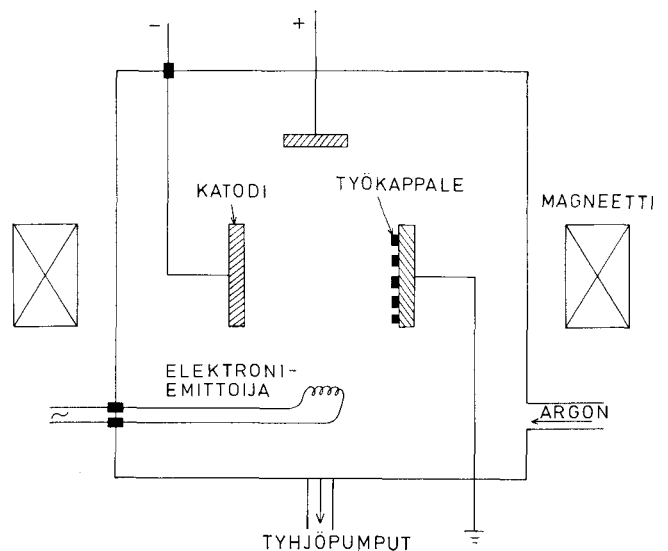 -
+
KATODI
TYÖKAPPALE
MAGNEETTI
ELEKTRONI-
EMITTOIJA
~
ARGON
TYHJÖPUMPUT